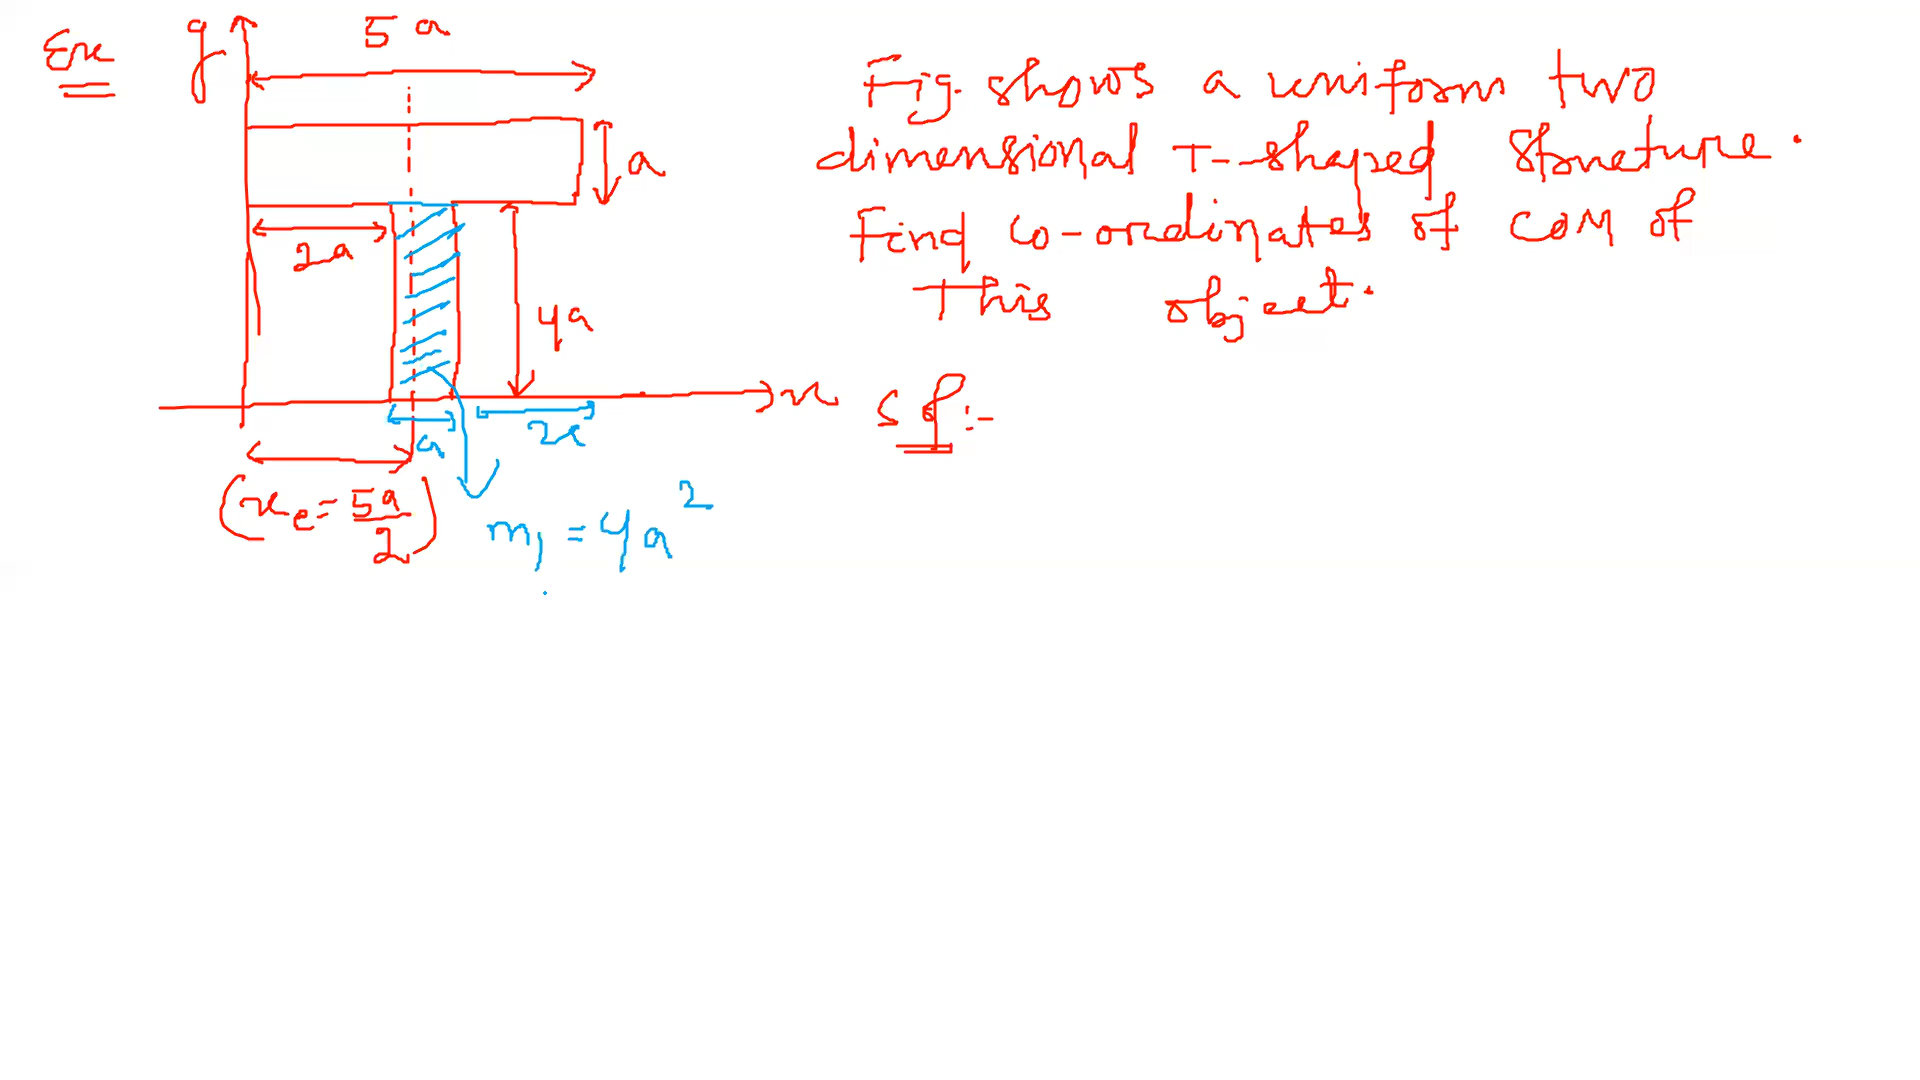 Ex
y
5a
a
2a
4a
x
a
2a
(x_c = 5a/2)
m₁ = 4a²
Fig. shows a uniform two
dimensional T-shaped structure.
Find co-ordinates of COM of
this object.
Sol:-